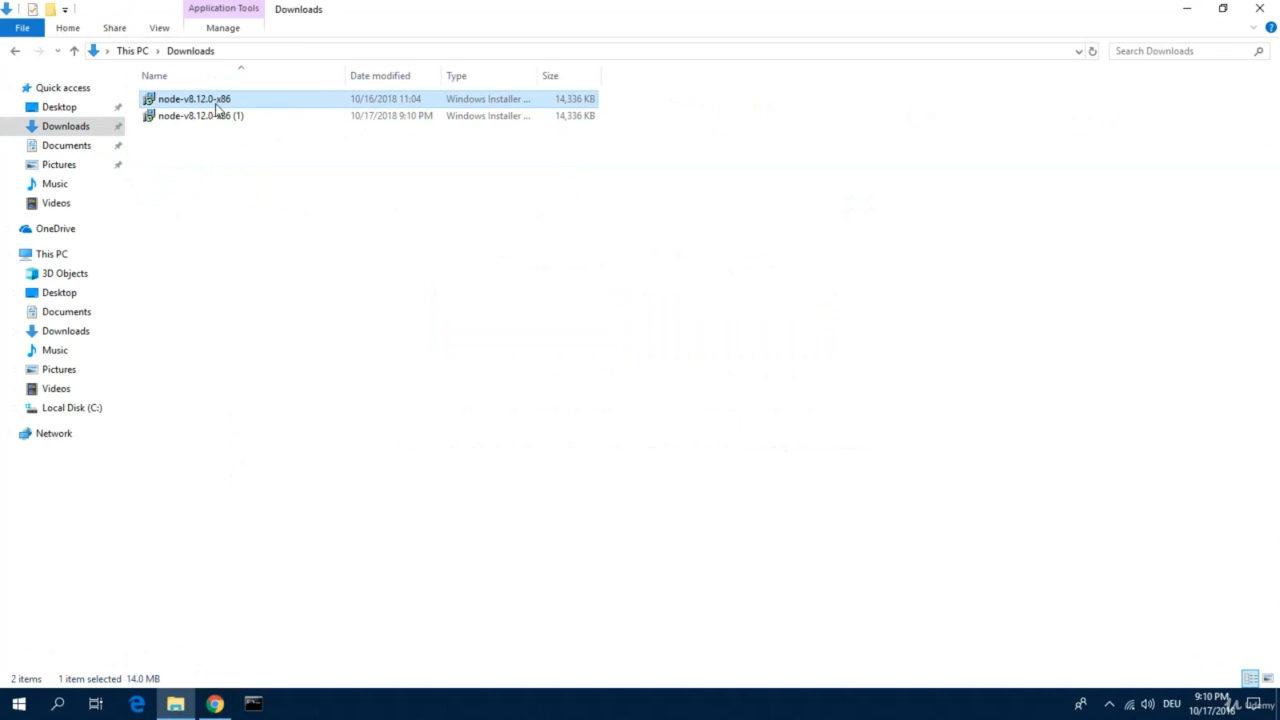 Application Tools
Downloads
File
Home
Share
View
Manage
This PC
Downloads
Search Downloads
Name
Date modified
Type
Size
Quick access
node-v8.12.0-x86
10/16/2018 11:04
Windows Installer ...
14,336 KB
Desktop
node-v8.12.0-x86 (1)
10/17/2018 9:10 PM
Windows Installer ...
14,336 KB
Downloads
Documents
Pictures
Music
Videos
OneDrive
This PC
3D Objects
Desktop
Documents
Downloads
Music
Pictures
Videos
Local Disk (C:)
Network
2 items
1 item selected
14.0 MB
DEU
9:10 PM
10/17/2018
Udemy